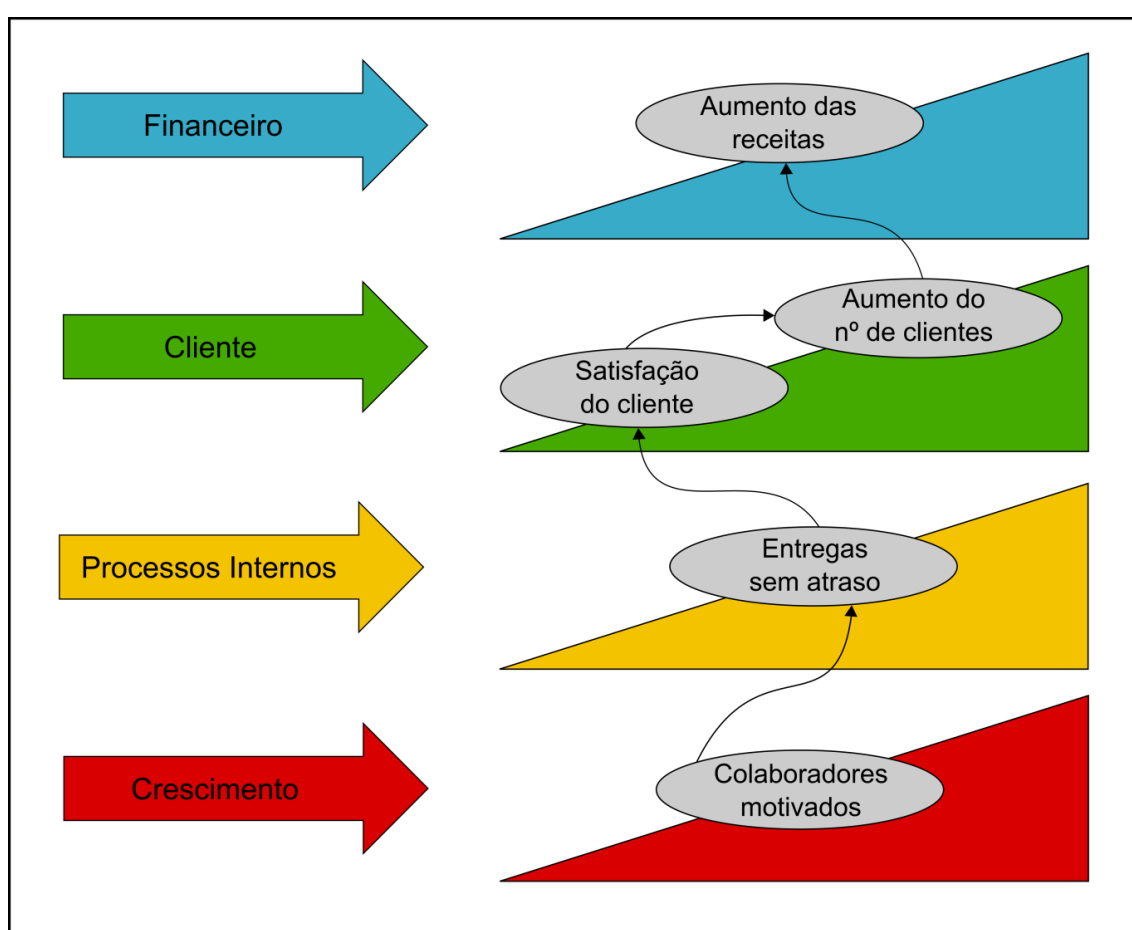 Financeiro
Aumento das
receitas
Cliente
Aumento do
nº de clientes
Satisfação
do cliente
Processos Internos
Entregas
sem atraso
Crescimento
Colaboradores
motivados